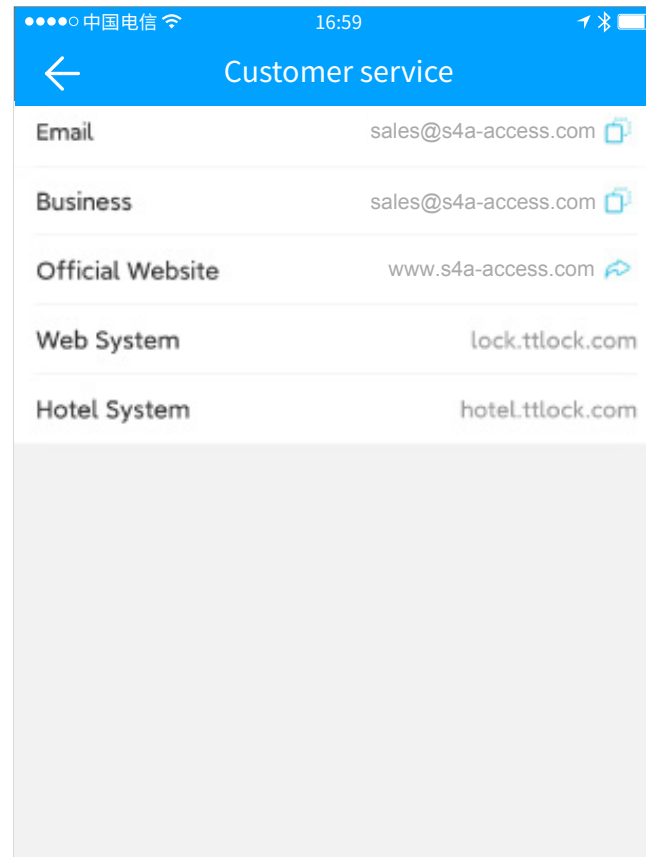 中国电信 16:59
Customer service
Email sales@s4a-access.com
Business sales@s4a-access.com
Official Website www.s4a-access.com
Web System lock.ttlock.com
Hotel System hotel.ttlock.com